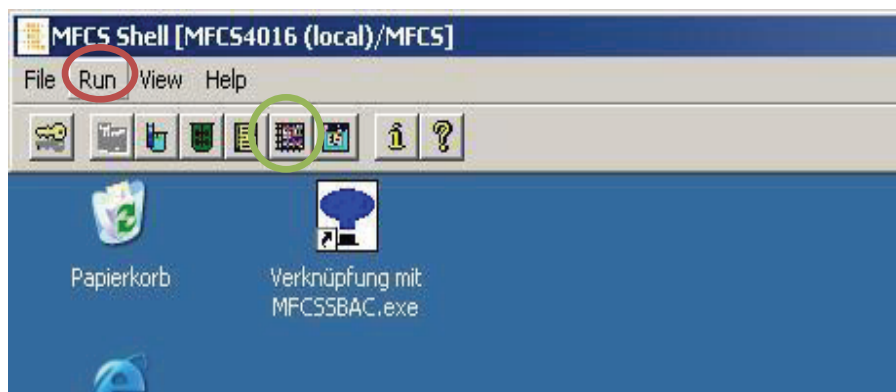 MFCS Shell [MFCS4016 (local)/MFCS]
File Run View Help
Papierkorb
Verknüpfung mit
MFCSSBAC.exe